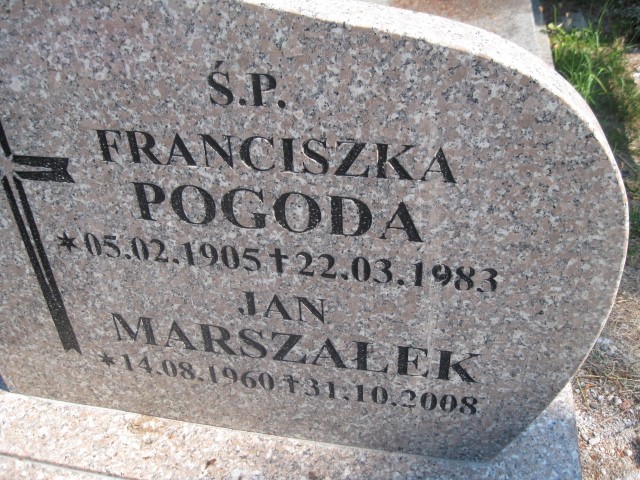 Ś.P.
FRANCISZKA
POGODA
*05.02.1905 † 22.03.1983
JAN
MARSZAŁEK
*14.08.1960 † 31.10.2008